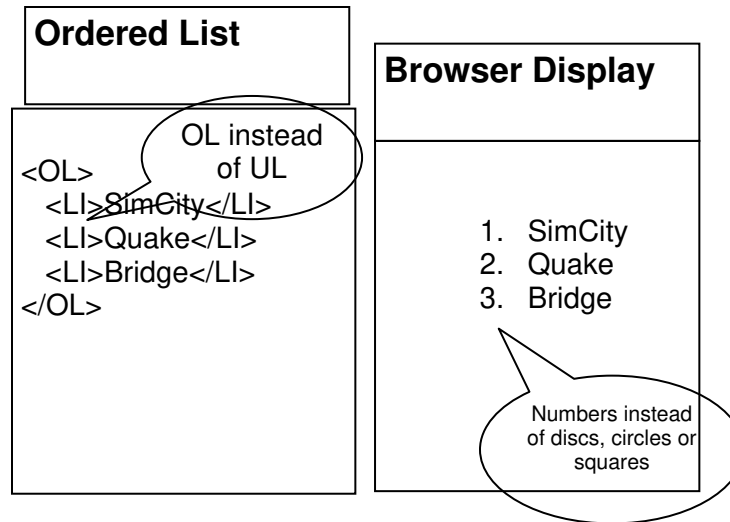 Ordered List
OL instead
of UL
<OL>
<LI>SimCity</LI>
<LI>Quake</LI>
<LI>Bridge</LI>
</OL>
Browser Display
1. SimCity
2. Quake
3. Bridge
Numbers instead
of discs, circles or
squares